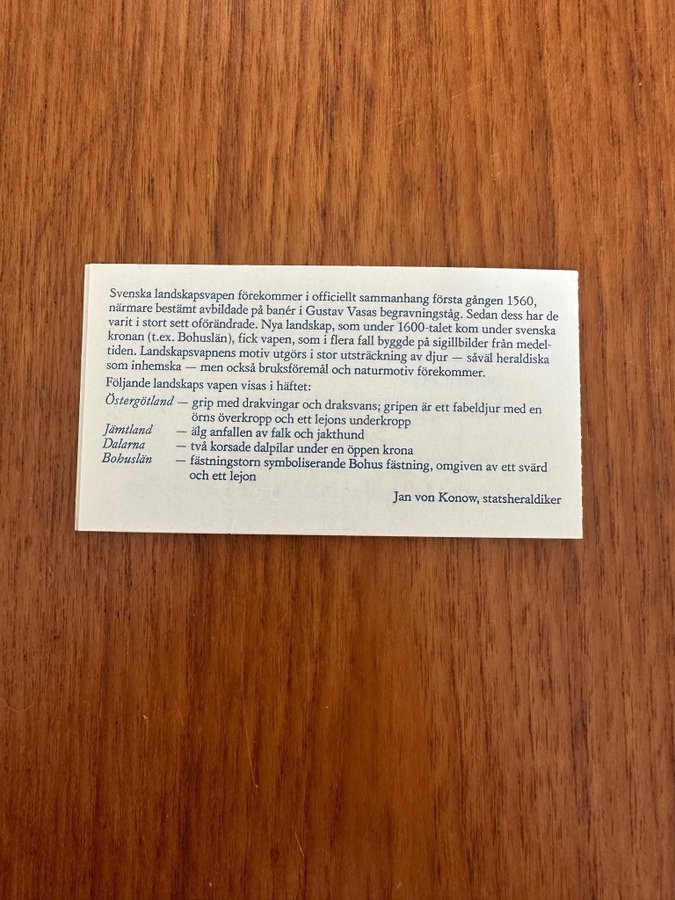 Svenska landskapsvapen förekommer i officiellt sammanhang första gången 1560,
närmare bestämt avbildade på banér i Gustav Vasas begravningståg. Sedan dess har de
varit i stort sett oförändrade. Nya landskap, som under 1600-talet kom under svenska
kronan (t.ex. Bohuslän), fick vapen, som i flera fall byggde på sigillbilder från medel-
tiden. Landskapsvapnens motiv utgörs i stor utsträckning av djur — såväl heraldiska
som inhemska — men också bruksföremål och naturmotiv förekommer.
Följande landskaps vapen visas i häftet:
Östergötland — grip med drakvingar och draksvans; gripen är ett fabeldjur med en
örns överkropp och ett lejons underkropp
Jämtland — älg anfallen av falk och jakthund
Dalarna — två korsade dalpilar under en öppen krona
Bohuslän — fästningstorn symboliserande Bohus fästning, omgiven av ett svärd
och ett lejon
Jan von Konow, statsheraldiker